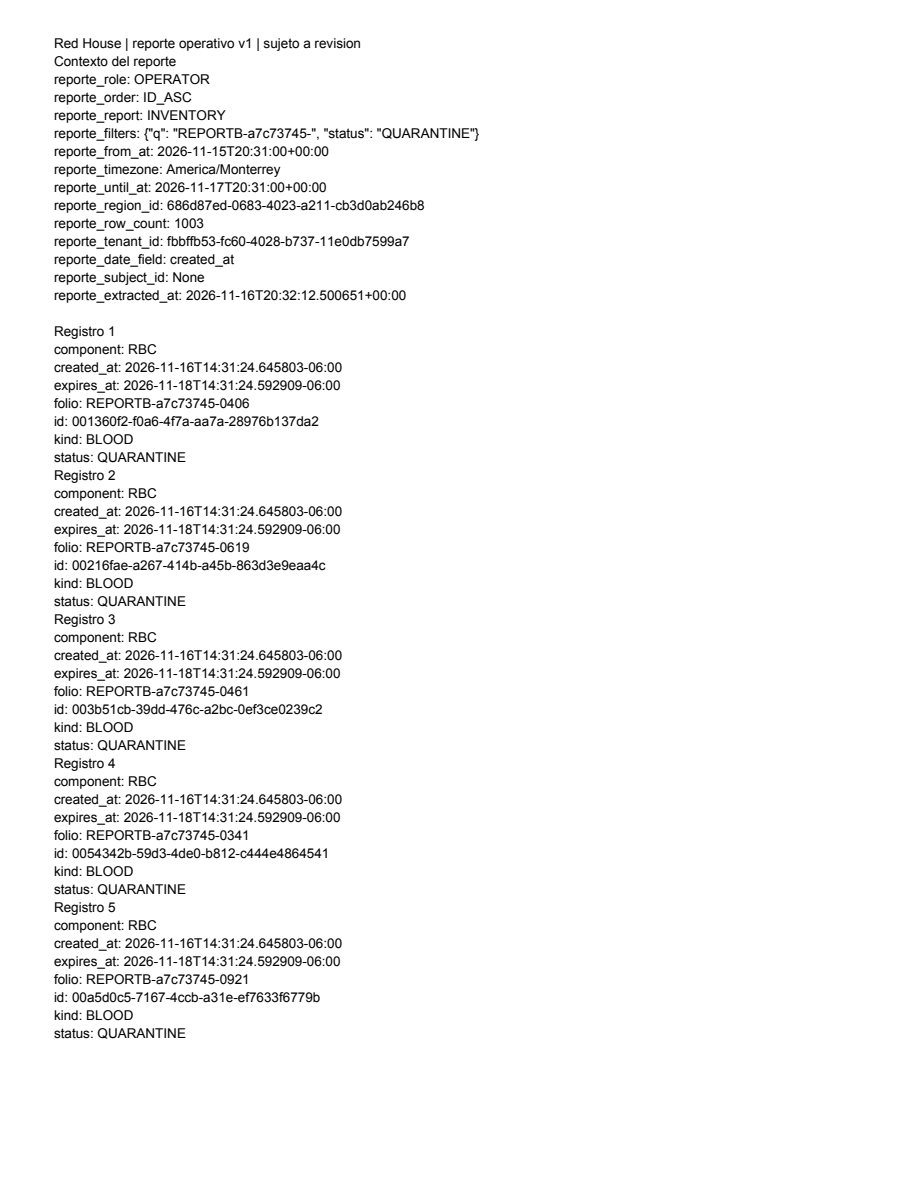 Red House | reporte operativo v1 | sujeto a revision
Contexto del reporte
reporte_role: OPERATOR
reporte_order: ID_ASC
reporte_report: INVENTORY
reporte_filters: {"q": "REPORTB-a7c73745-", "status": "QUARANTINE"}
reporte_from_at: 2026-11-15T20:31:00+00:00
reporte_timezone: America/Monterrey
reporte_until_at: 2026-11-17T20:31:00+00:00
reporte_region_id: 686d87ed-0683-4023-a211-cb3d0ab246b8
reporte_row_count: 1003
reporte_tenant_id: fbbffb53-fc60-4028-b737-11e0db7599a7
reporte_date_field: created_at
reporte_subject_id: None
reporte_extracted_at: 2026-11-16T20:32:12.500651+00:00

Registro 1
component: RBC
created_at: 2026-11-16T14:31:24.645803-06:00
expires_at: 2026-11-18T14:31:24.592909-06:00
folio: REPORTB-a7c73745-0406
id: 001360f2-f0a6-4f7a-aa7a-28976b137da2
kind: BLOOD
status: QUARANTINE
Registro 2
component: RBC
created_at: 2026-11-16T14:31:24.645803-06:00
expires_at: 2026-11-18T14:31:24.592909-06:00
folio: REPORTB-a7c73745-0619
id: 00216fae-a267-414b-a45b-863d3e9eaa4c
kind: BLOOD
status: QUARANTINE
Registro 3
component: RBC
created_at: 2026-11-16T14:31:24.645803-06:00
expires_at: 2026-11-18T14:31:24.592909-06:00
folio: REPORTB-a7c73745-0461
id: 003b51cb-39dd-476c-a2bc-0ef3ce0239c2
kind: BLOOD
status: QUARANTINE
Registro 4
component: RBC
created_at: 2026-11-16T14:31:24.645803-06:00
expires_at: 2026-11-18T14:31:24.592909-06:00
folio: REPORTB-a7c73745-0341
id: 0054342b-59d3-4de0-b812-c444e4864541
kind: BLOOD
status: QUARANTINE
Registro 5
component: RBC
created_at: 2026-11-16T14:31:24.645803-06:00
expires_at: 2026-11-18T14:31:24.592909-06:00
folio: REPORTB-a7c73745-0921
id: 00a5d0c5-7167-4ccb-a31e-ef7633f6779b
kind: BLOOD
status: QUARANTINE